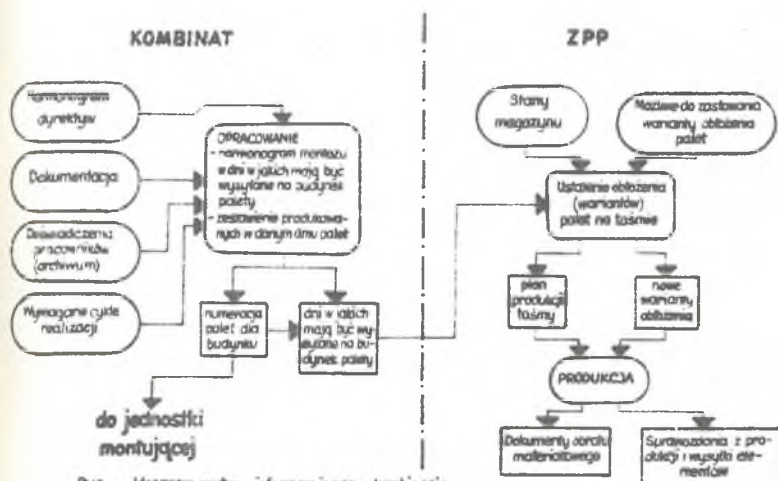 KOMBINAT
ZPP
Harmonogram
dyrektyw
Dokumentacja
Doświadczenia
pracowników
(archiwum)
Wymagane cykle
realizacji
OPRACOWANIE
- harmonogram montażu
w dni w jakich mają być
wysyłane na budynek
palety
- zestawienie produkowa-
nych w danym dniu palet
numeracja
palet dla
budynku
dni w jakich
mają być wy-
syłane na bu-
dynek palety
do jednostki
montującej
Stany
magazynu
Możliwe do zastosowania
warianty obłożenia
palet
Ustalenie obłożenia
(wariantów)
palet na taśmie
plan
produkcji
taśmy
nowe
warianty
obłożenia
PRODUKCJA
Dokumenty obrotu
materiałowego
Sprawozdania z pro-
dukcji i wysyłki ele-
mentów